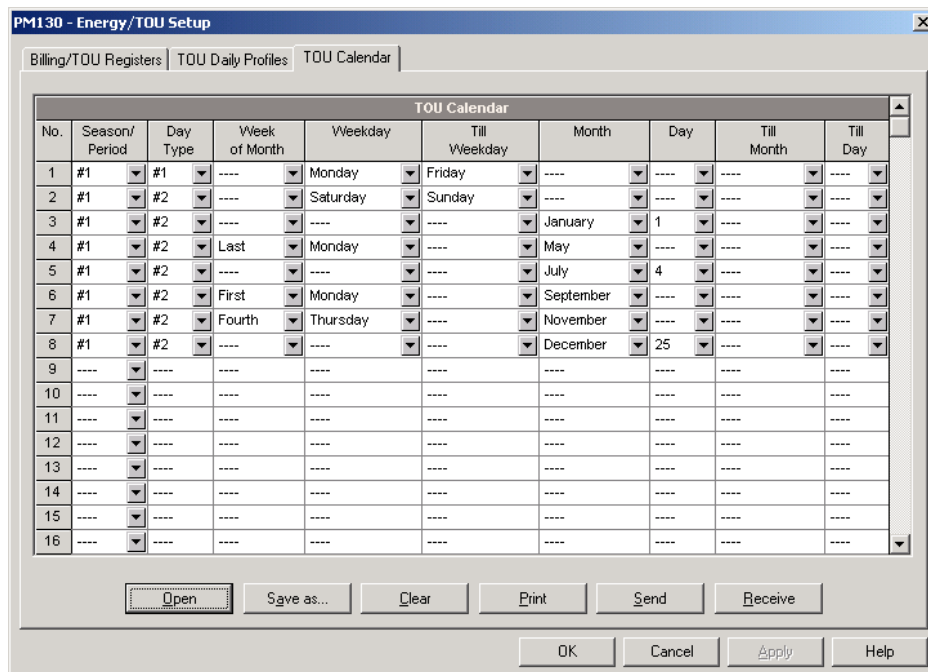 PM130 - Energy/TOU Setup
Billing/TOU Registers TOU Daily Profiles TOU Calendar
TOU Calendar
No. Season/ Period Day Type Week of Month Weekday Till Weekday Month Day Till Month Till Day
1 #1 #1 ---- Monday Friday ---- ---- ---- ----
2 #1 #2 ---- Saturday Sunday ---- ---- ---- ----
3 #1 #2 ---- ---- ---- January 1 ---- ----
4 #1 #2 Last Monday ---- May ---- ---- ----
5 #1 #2 ---- ---- ---- July 4 ---- ----
6 #1 #2 First Monday ---- September ---- ---- ----
7 #1 #2 Fourth Thursday ---- November ---- ---- ----
8 #1 #2 ---- ---- ---- December 25 ---- ----
9 ---- ---- ---- ---- ---- ---- ---- ---- ----
10 ---- ---- ---- ---- ---- ---- ---- ---- ----
11 ---- ---- ---- ---- ---- ---- ---- ---- ----
12 ---- ---- ---- ---- ---- ---- ---- ---- ----
13 ---- ---- ---- ---- ---- ---- ---- ---- ----
14 ---- ---- ---- ---- ---- ---- ---- ---- ----
15 ---- ---- ---- ---- ---- ---- ---- ---- ----
16 ---- ---- ---- ---- ---- ---- ---- ---- ----
Open Save as... Clear Print Send Receive
OK Cancel Apply Help